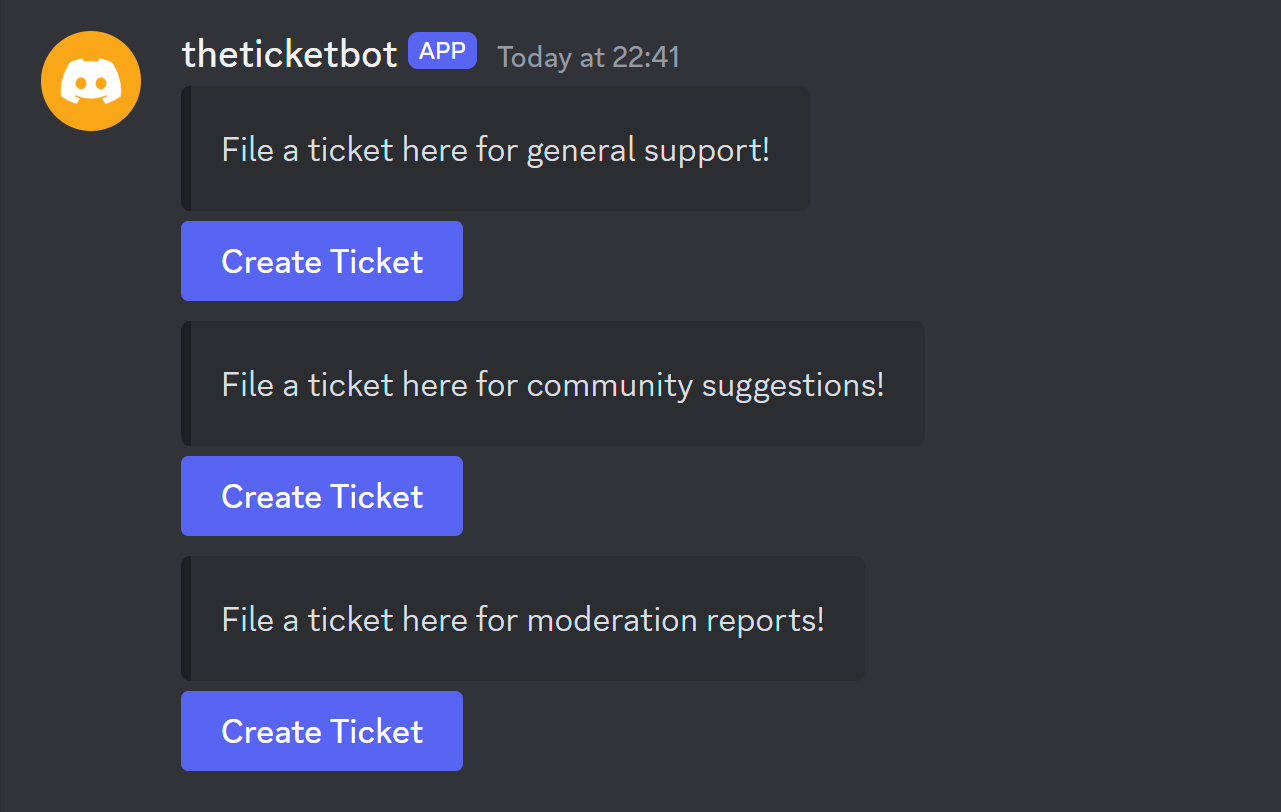 theticketbot APP Today at 22:41
File a ticket here for general support!
Create Ticket
File a ticket here for community suggestions!
Create Ticket
File a ticket here for moderation reports!
Create Ticket